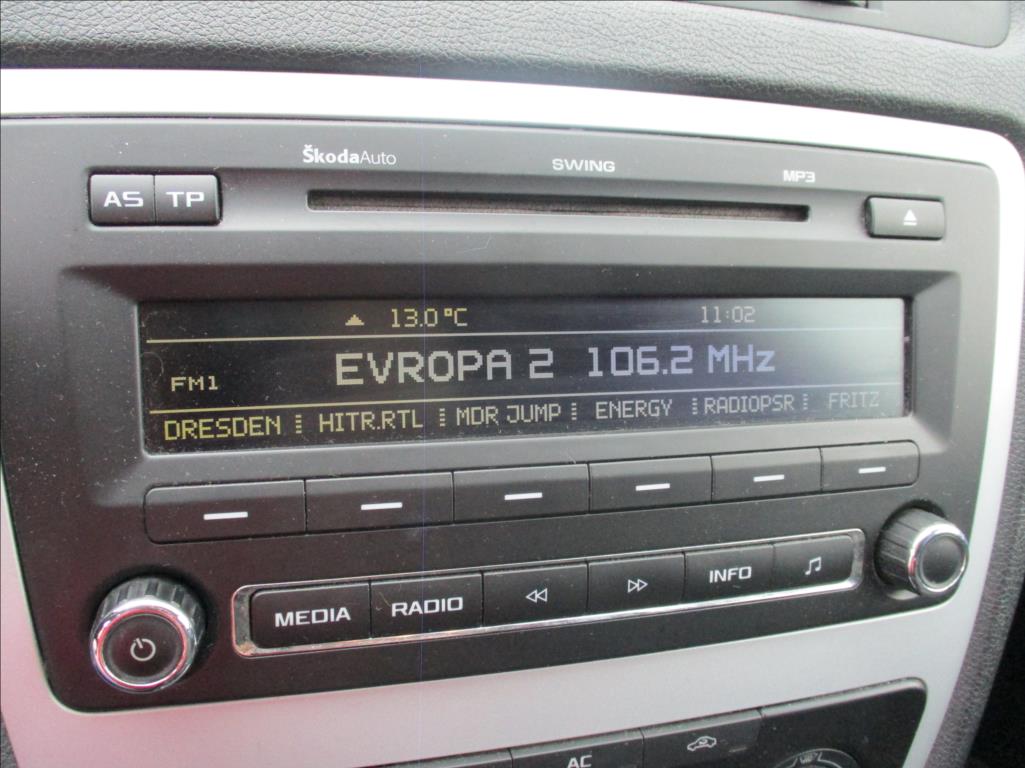 ŠkodaAuto SWING MP3
AS TP
13.0°C 11:02
EVROPA 2 106.2 MHz
FM1
DRESDEN HITR.RTL MDR JUMP ENERGY RADIOPSR FRITZ
MEDIA RADIO INFO
AC